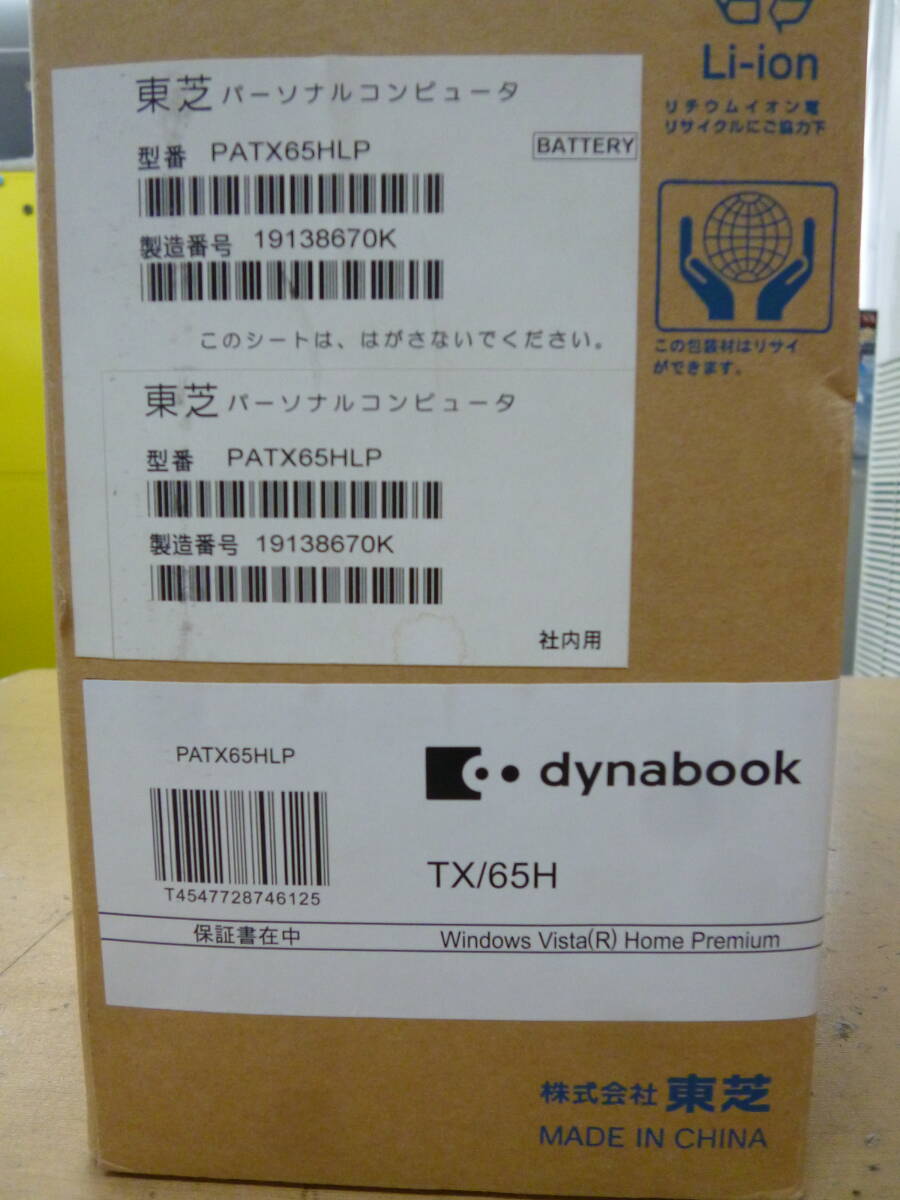 Li-ion
リチウムイオン電
リサイクルにご協力下
東芝 パーソナルコンピュータ
型番 PATX65HLP
BATTERY
製造番号 19138670K
このシートは、はがさないでください。
この包装材はリサイ
ができます。
東芝 パーソナルコンピュータ
型番 PATX65HLP
製造番号 19138670K
社内用
PATX65HLP
dynabook
T4547728746125
TX/65H
保証書在中
Windows Vista(R) Home Premium
株式会社 東芝
MADE IN CHINA